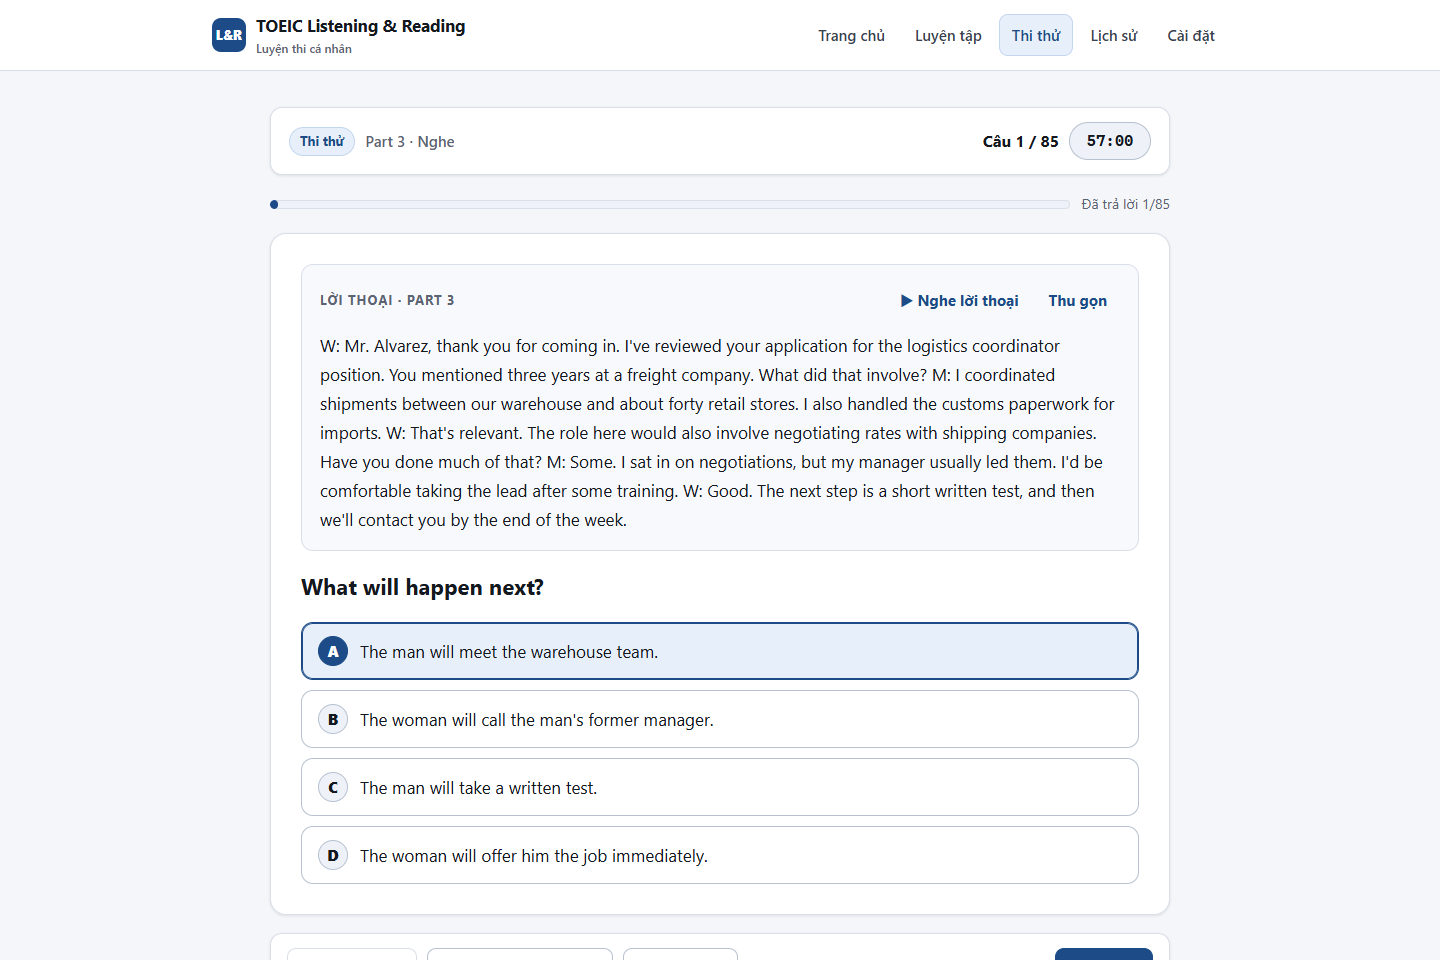 L&R
TOEIC Listening & Reading
Luyện thi cá nhân
Trang chủ
Luyện tập
Thi thử
Lịch sử
Cài đặt
Thi thử
Part 3 · Nghe
Câu 1 / 85
57:00
Đã trả lời 1/85
LỜI THOẠI · PART 3
▶ Nghe lời thoại
Thu gọn
W: Mr. Alvarez, thank you for coming in. I've reviewed your application for the logistics coordinator
position. You mentioned three years at a freight company. What did that involve? M: I coordinated
shipments between our warehouse and about forty retail stores. I also handled the customs paperwork for
imports. W: That's relevant. The role here would also involve negotiating rates with shipping companies.
Have you done much of that? M: Some. I sat in on negotiations, but my manager usually led them. I'd be
comfortable taking the lead after some training. W: Good. The next step is a short written test, and then
we'll contact you by the end of the week.
What will happen next?
A The man will meet the warehouse team.
B The woman will call the man's former manager.
C The man will take a written test.
D The woman will offer him the job immediately.